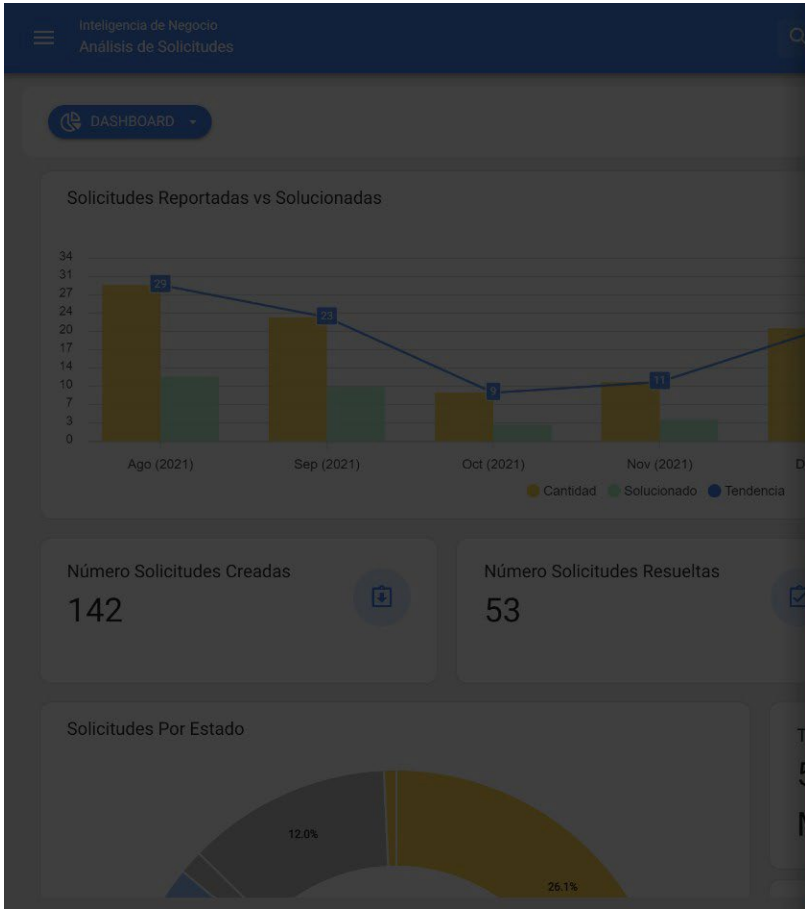 Inteligencia de Negocio
Análisis de Solicitudes
DASHBOARD
Solicitudes Reportadas vs Solucionadas
34
31
27
24
20
17
14
10
7
3
0
29
23
9
11
Ago (2021)
Sep (2021)
Oct (2021)
Nov (2021)
D
Cantidad
Solucionado
Tendencia
Número Solicitudes Creadas
142
Número Solicitudes Resueltas
53
Solicitudes Por Estado
12.0%
26.1%